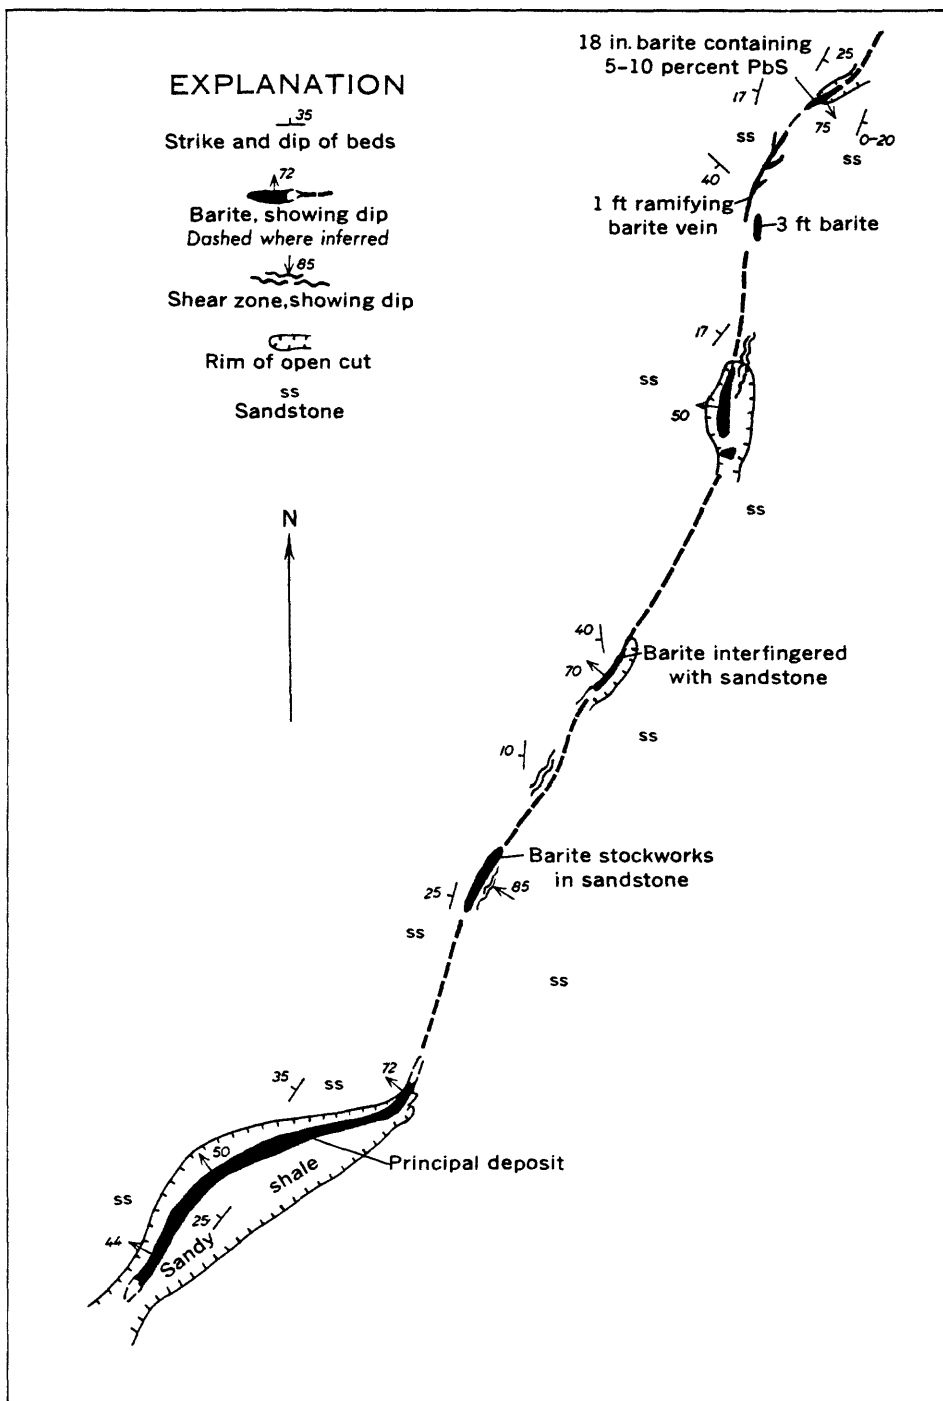 EXPLANATION
35
Strike and dip of beds
72
Barite, showing dip
Dashed where inferred
85
Shear zone, showing dip
Rim of open cut
ss
Sandstone
N
18 in. barite containing
5-10 percent PbS
25
17
75
0-20
ss
ss
40
1 ft ramifying
barite vein
3 ft barite
17
ss
50
ss
40
Barite interfingered
with sandstone
70
ss
10
Barite stockworks
in sandstone
85
25
ss
ss
72
35
ss
50
Principal deposit
shale
ss
25
44
Sandy